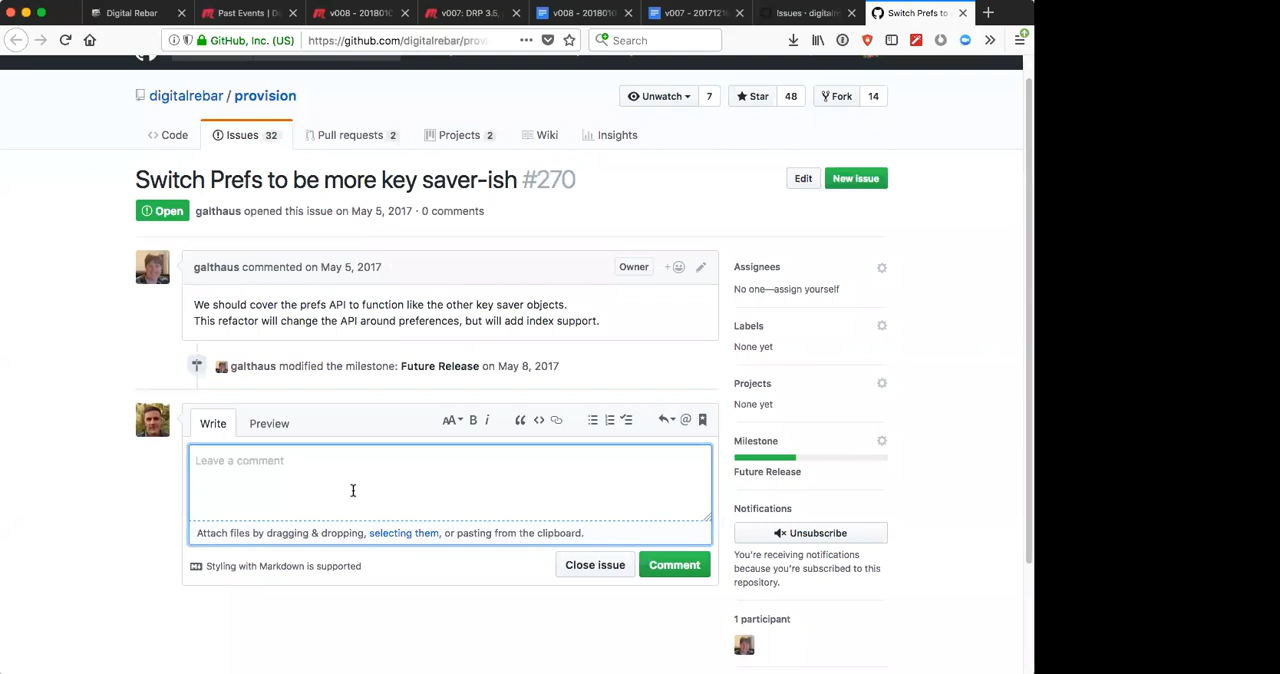 Digital Rebar
Past Events | D
v008 - 2018010
v007: DRP 3.5,
v008 - 2018010
v007 - 2017121
Issues · digitalre
Switch Prefs to
GitHub, Inc. (US)
https://github.com/digitalrebar/provi
Search
digitalrebar / provision
Unwatch 7
Star 48
Fork 14
Code
Issues 32
Pull requests 2
Projects 2
Wiki
Insights
Switch Prefs to be more key saver-ish #270
Edit
New issue
Open
galthaus opened this issue on May 5, 2017 · 0 comments
galthaus commented on May 5, 2017
Owner
We should cover the prefs API to function like the other key saver objects.
This refactor will change the API around preferences, but will add index support.
galthaus modified the milestone: Future Release on May 8, 2017
Write
Preview
AA
B
i
Leave a comment
Attach files by dragging & dropping, selecting them, or pasting from the clipboard.
Styling with Markdown is supported
Close issue
Comment
Assignees
No one—assign yourself
Labels
None yet
Projects
None yet
Milestone
Future Release
Notifications
Unsubscribe
You're receiving notifications
because you're subscribed to this
repository.
1 participant